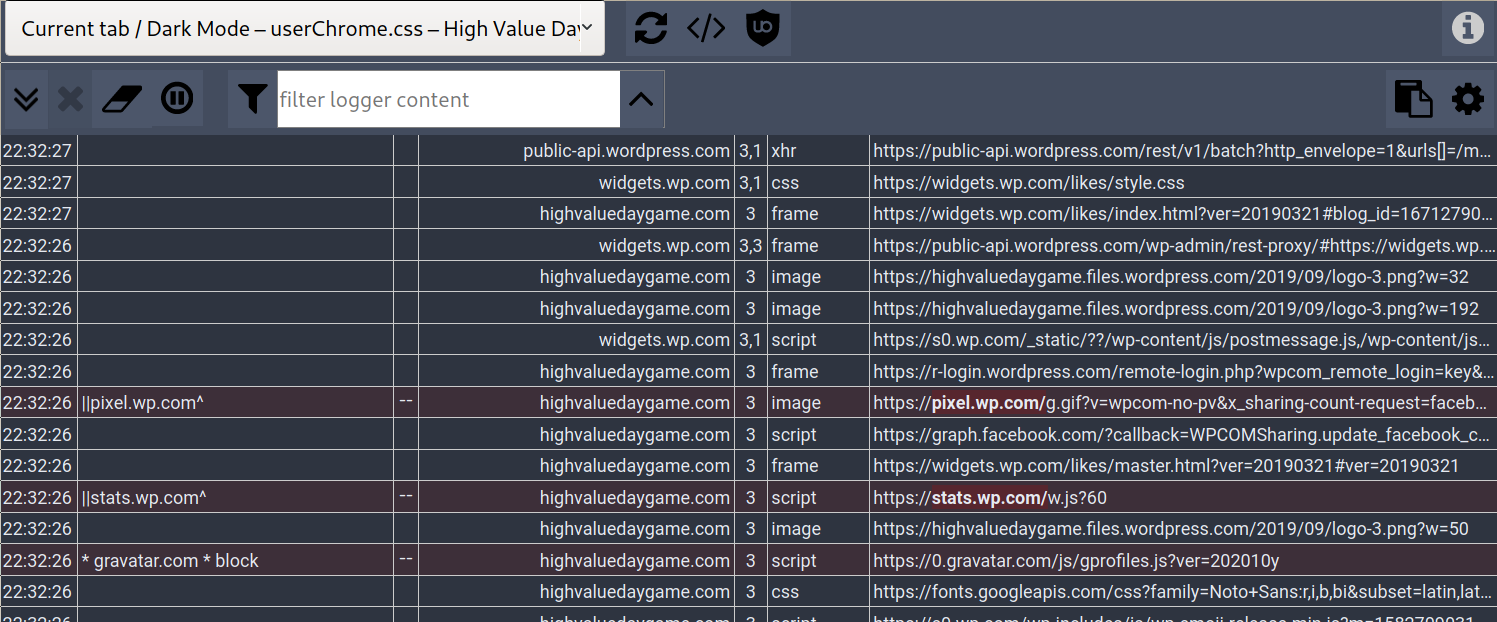 Current tab / Dark Mode – userChrome.css – High Value Day
</> uo i
filter logger content
22:32:27 public-api.wordpress.com 3,1 xhr https://public-api.wordpress.com/rest/v1/batch?http_envelope=1&urls[]=/m...
22:32:27 widgets.wp.com 3,1 css https://widgets.wp.com/likes/style.css
22:32:27 highvaluedaygame.com 3 frame https://widgets.wp.com/likes/index.html?ver=20190321#blog_id=16712790...
22:32:26 widgets.wp.com 3,3 frame https://public-api.wordpress.com/wp-admin/rest-proxy/#https://widgets.wp....
22:32:26 highvaluedaygame.com 3 image https://highvaluedaygame.files.wordpress.com/2019/09/logo-3.png?w=32
22:32:26 highvaluedaygame.com 3 image https://highvaluedaygame.files.wordpress.com/2019/09/logo-3.png?w=192
22:32:26 widgets.wp.com 3,1 script https://s0.wp.com/_static/??/wp-content/js/postmessage.js,/wp-content/js...
22:32:26 highvaluedaygame.com 3 frame https://r-login.wordpress.com/remote-login.php?wpcom_remote_login=key&...
22:32:26 ||pixel.wp.com^ -- highvaluedaygame.com 3 image https://pixel.wp.com/g.gif?v=wpcom-no-pv&x_sharing-count-request=faceb...
22:32:26 highvaluedaygame.com 3 script https://graph.facebook.com/?callback=WPCOMSharing.update_facebook_c...
22:32:26 highvaluedaygame.com 3 frame https://widgets.wp.com/likes/master.html?ver=20190321#ver=20190321
22:32:26 ||stats.wp.com^ -- highvaluedaygame.com 3 script https://stats.wp.com/w.js?60
22:32:26 highvaluedaygame.com 3 image https://highvaluedaygame.files.wordpress.com/2019/09/logo-3.png?w=50
22:32:26 * gravatar.com * block -- highvaluedaygame.com 3 script https://0.gravatar.com/js/gprofiles.js?ver=202010y
22:32:26 highvaluedaygame.com 3 css https://fonts.googleapis.com/css?family=Noto+Sans:r,i,b,bi&subset=latin,lat...
22:32:26 highvaluedaygame.com 3 script